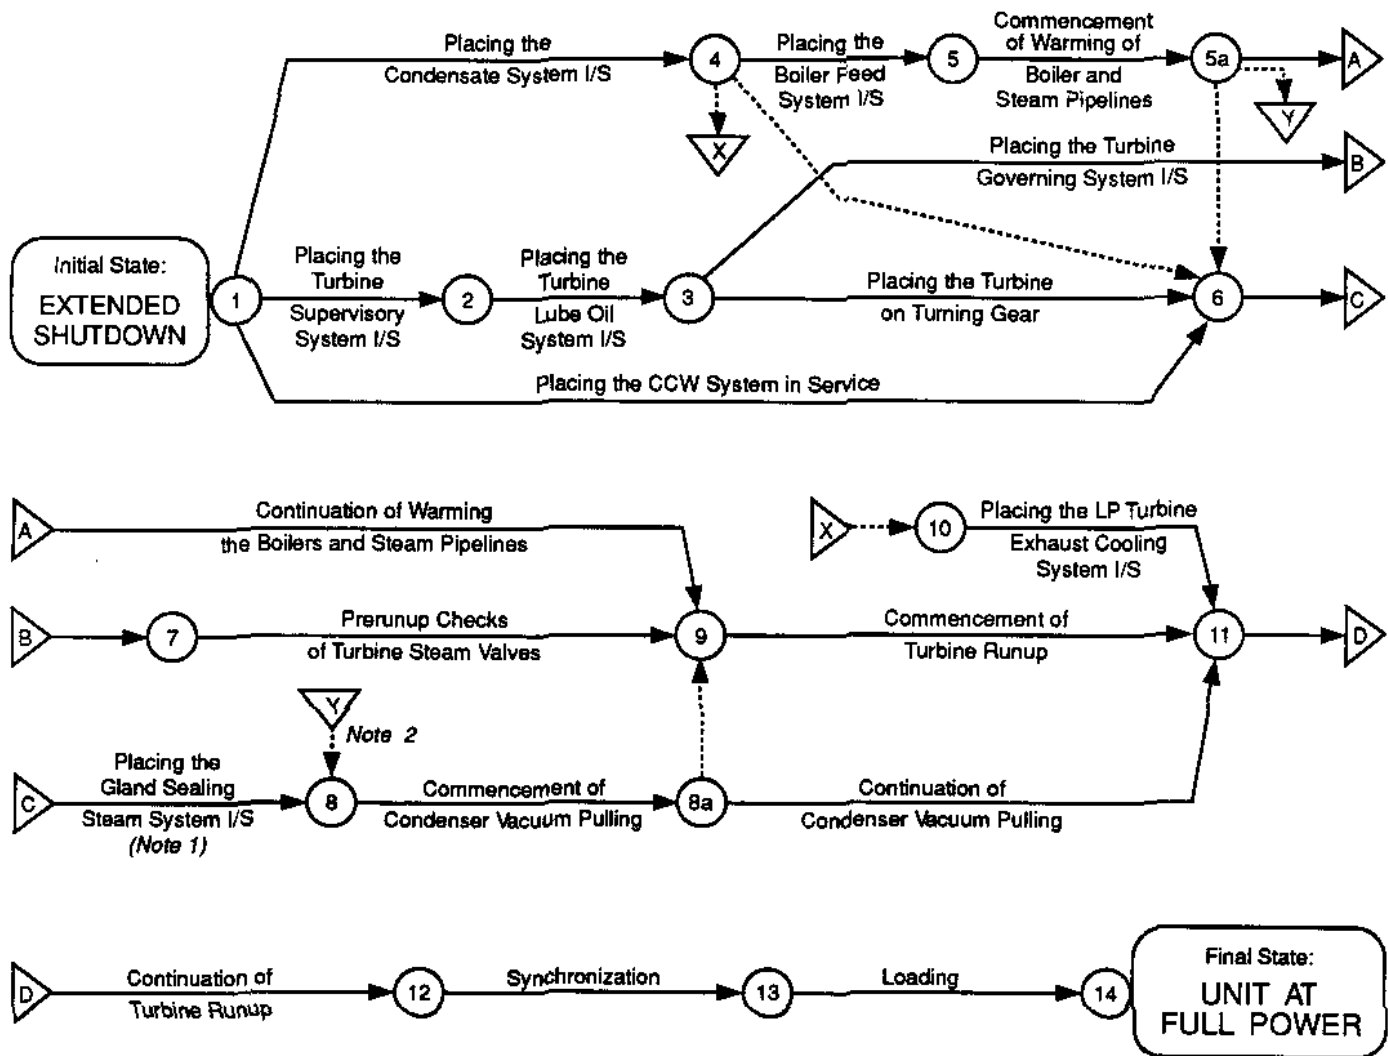 Placing the
Condensate System I/S
4
Placing the
Boiler Feed
System I/S
5
Commencement
of Warming of
Boiler and
Steam Pipelines
5a
A
X
Y
Placing the Turbine
Governing System I/S
B
Initial State:
EXTENDED
SHUTDOWN
1
Placing the
Turbine
Supervisory
System I/S
2
Placing the
Turbine
Lube Oil
System I/S
3
Placing the Turbine
on Turning Gear
6
C
Placing the CCW System in Service
A
Continuation of Warming
the Boilers and Steam Pipelines
X
10
Placing the LP Turbine
Exhaust Cooling
System I/S
B
7
Prerunup Checks
of Turbine Steam Valves
9
Commencement of
Turbine Runup
11
D
Y
Note 2
C
Placing the
Gland Sealing
Steam System I/S
(Note 1)
8
Commencement of
Condenser Vacuum Pulling
8a
Continuation of
Condenser Vacuum Pulling
D
Continuation of
Turbine Runup
12
Synchronization
13
Loading
14
Final State:
UNIT AT
FULL POWER